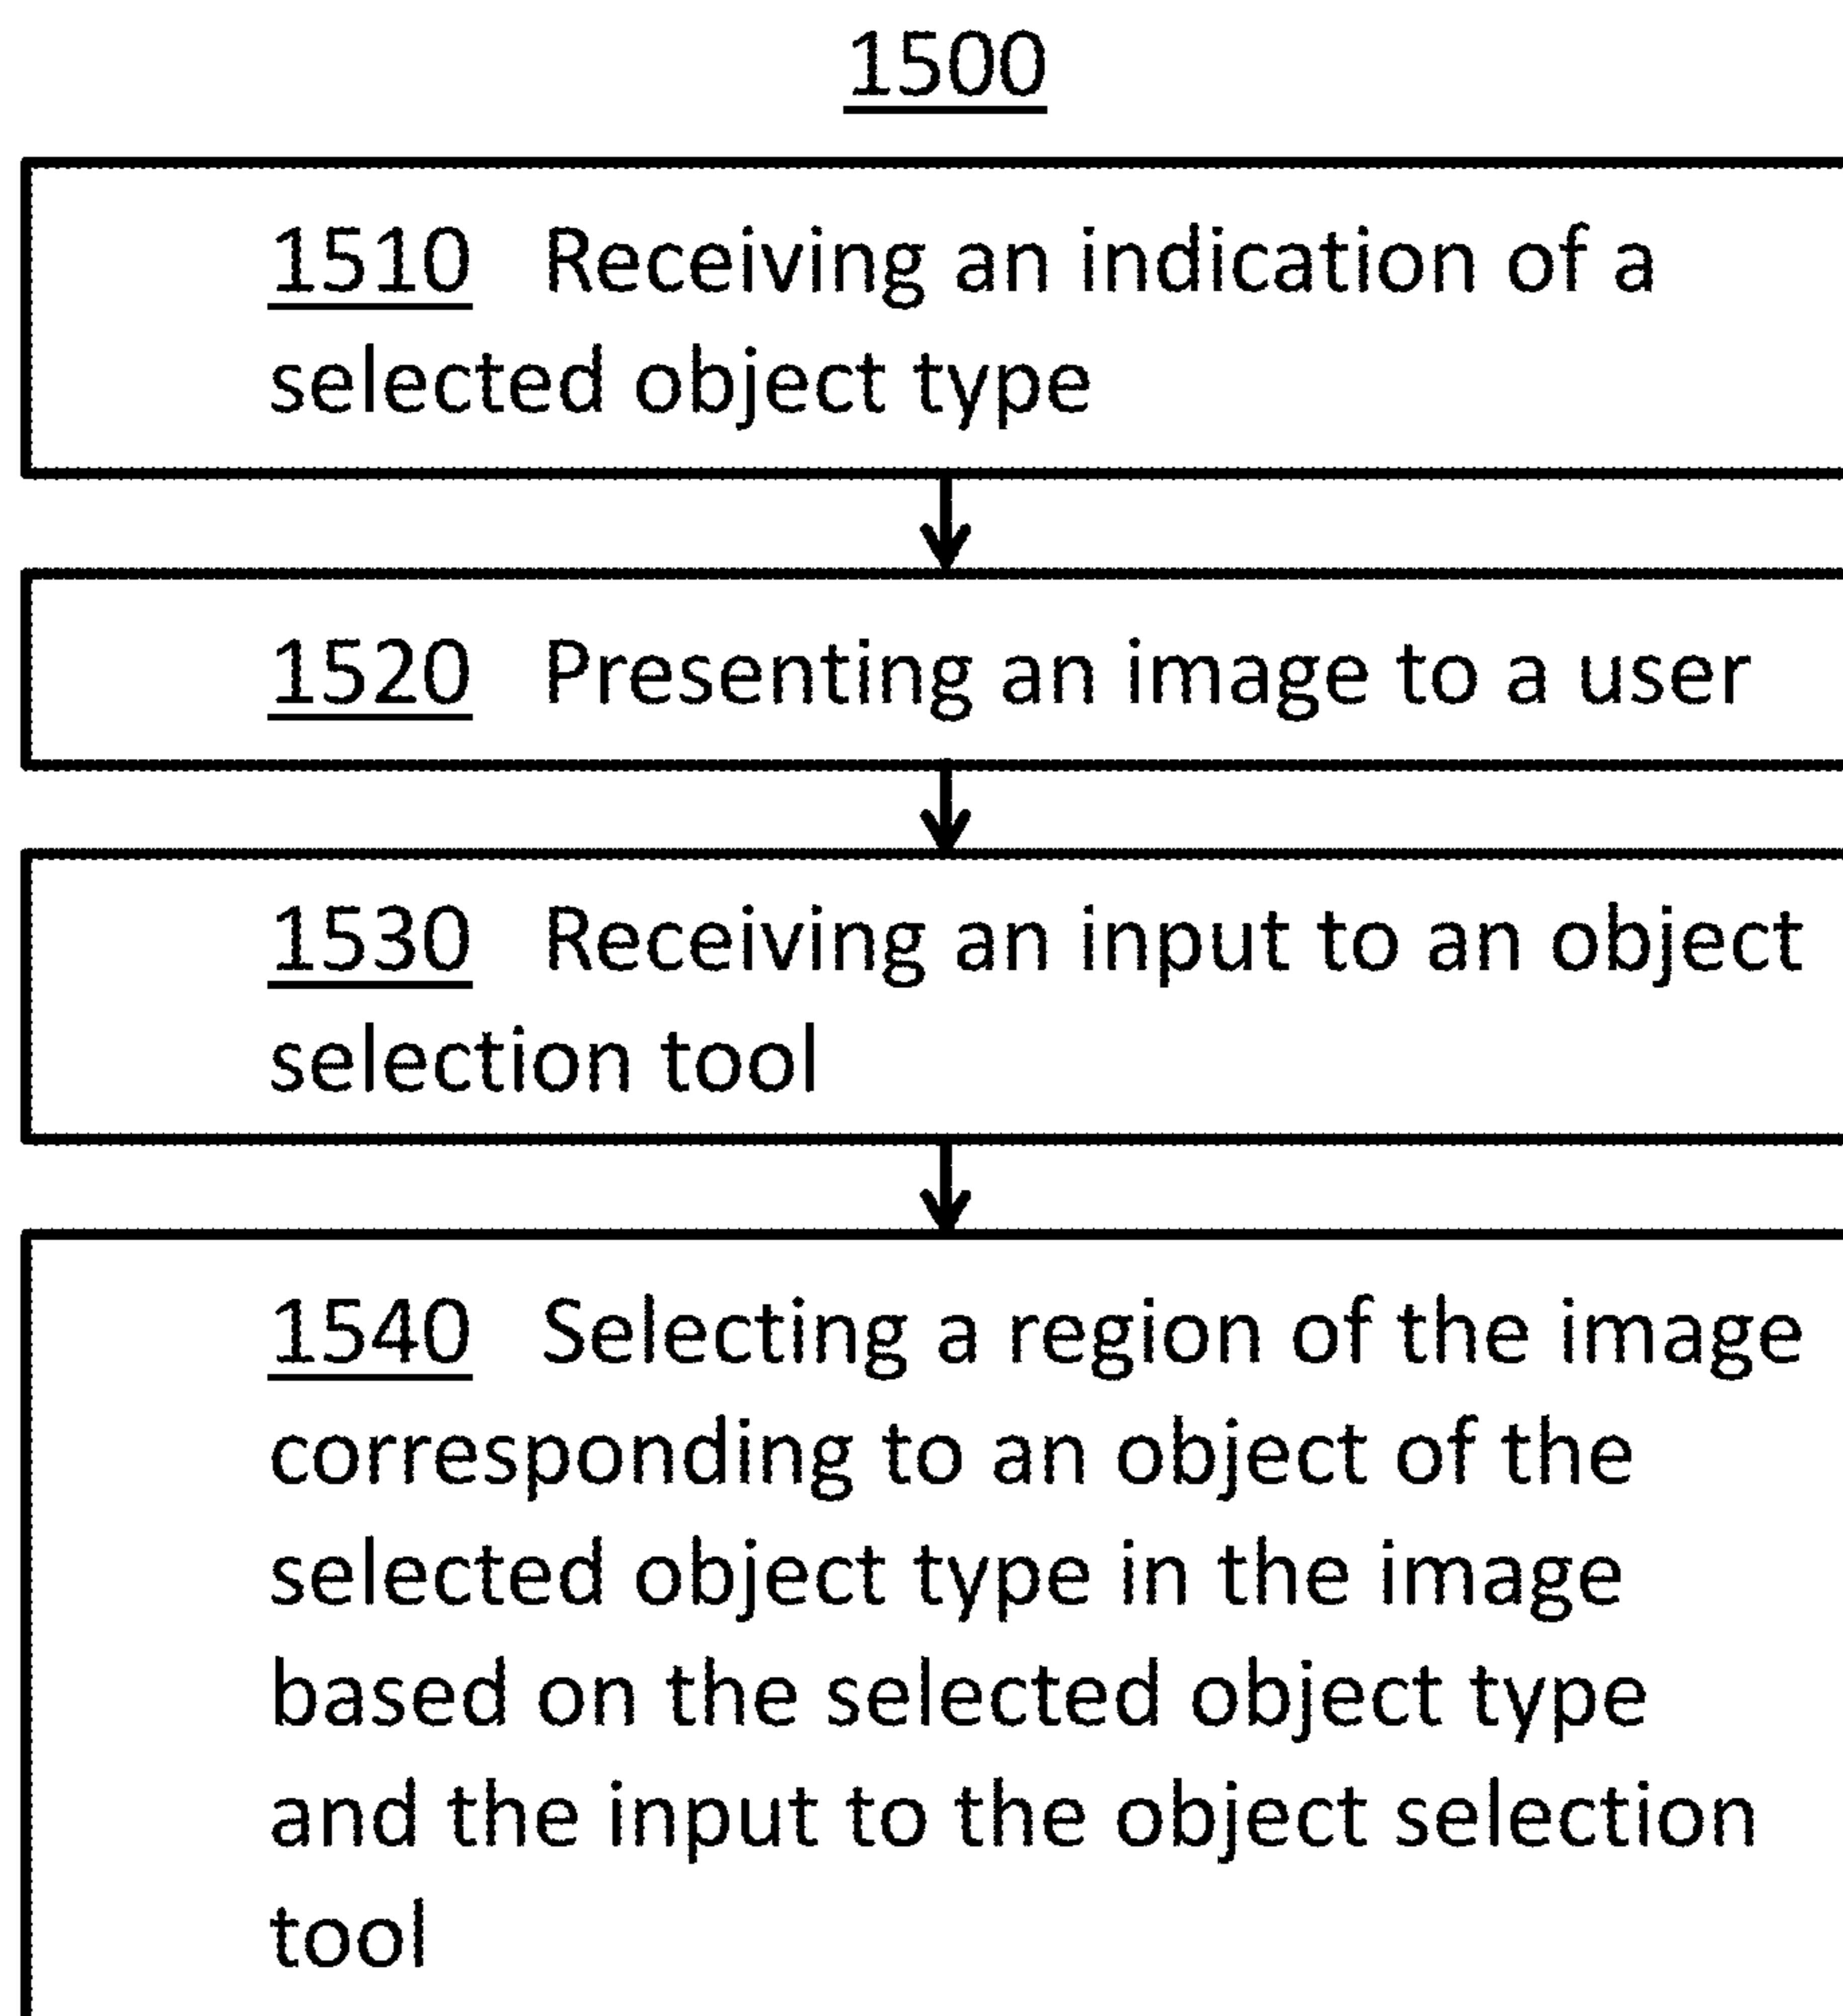 1500
1510 Receiving an indication of a
selected object type
1520 Presenting an image to a user
1530 Receiving an input to an object
selection tool
1540 Selecting a region of the image
corresponding to an object of the
selected object type in the image
based on the selected object type
and the input to the object selection
tool